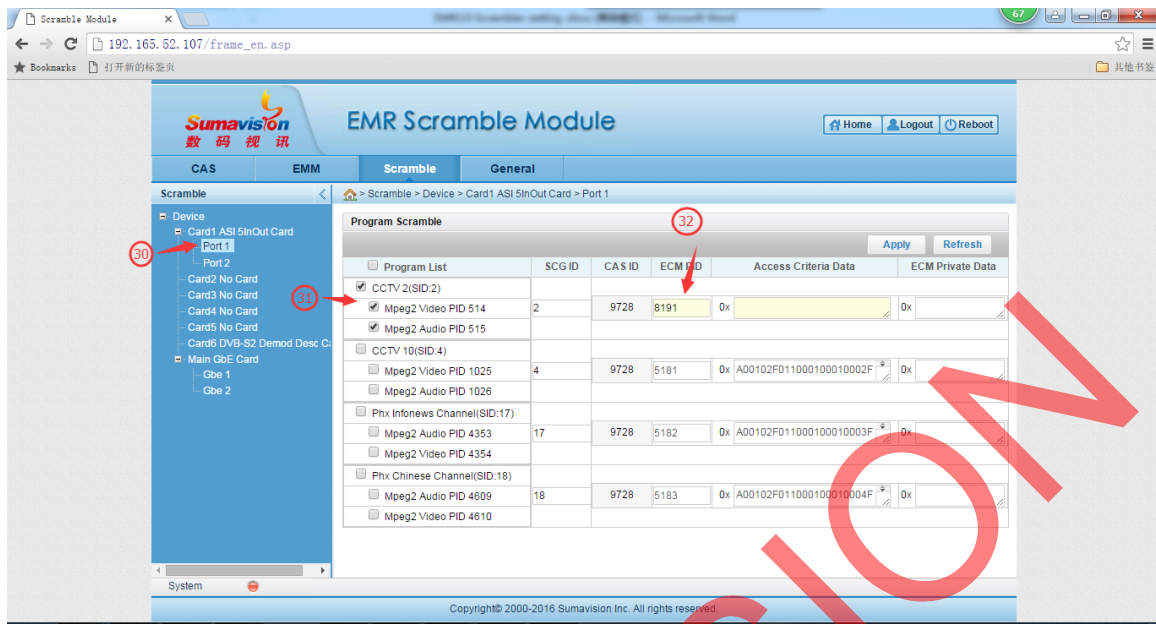 Scramble Module
67
192.165.52.107/frame_en.asp
Bookmarks 打开新的标签页
其他书签
Sumavision
数码视讯
EMR Scramble Module
Home Logout Reboot
CAS EMM Scramble General
Scramble
> Scramble > Device > Card1 ASI 5InOut Card > Port 1
Device
Card1 ASI 5InOut Card
30 Port 1
Port 2
Card2 No Card
Card3 No Card
Card4 No Card
Card5 No Card
Card6 DVB-S2 Demod Desc Ca
Main GbE Card
Gbe 1
Gbe 2
Program Scramble
32
Apply Refresh
Program List SCG ID CAS ID ECM PID Access Criteria Data ECM Private Data
CCTV 2(SID:2)
31 Mpeg2 Video PID 514 2 9728 8191 0x 0x
Mpeg2 Audio PID 515
CCTV 10(SID:4)
Mpeg2 Video PID 1025 4 9728 5181 0x A00102F011000100010002F 0x
Mpeg2 Audio PID 1026
Phx Infonews Channel(SID:17)
Mpeg2 Audio PID 4353 17 9728 5182 0x A00102F011000100010003F 0x
Mpeg2 Video PID 4354
Phx Chinese Channel(SID:18)
Mpeg2 Audio PID 4609 18 9728 5183 0x A00102F011000100010004F 0x
Mpeg2 Video PID 4610
System
Copyright© 2000-2016 Sumavision Inc. All rights reserved.
ION